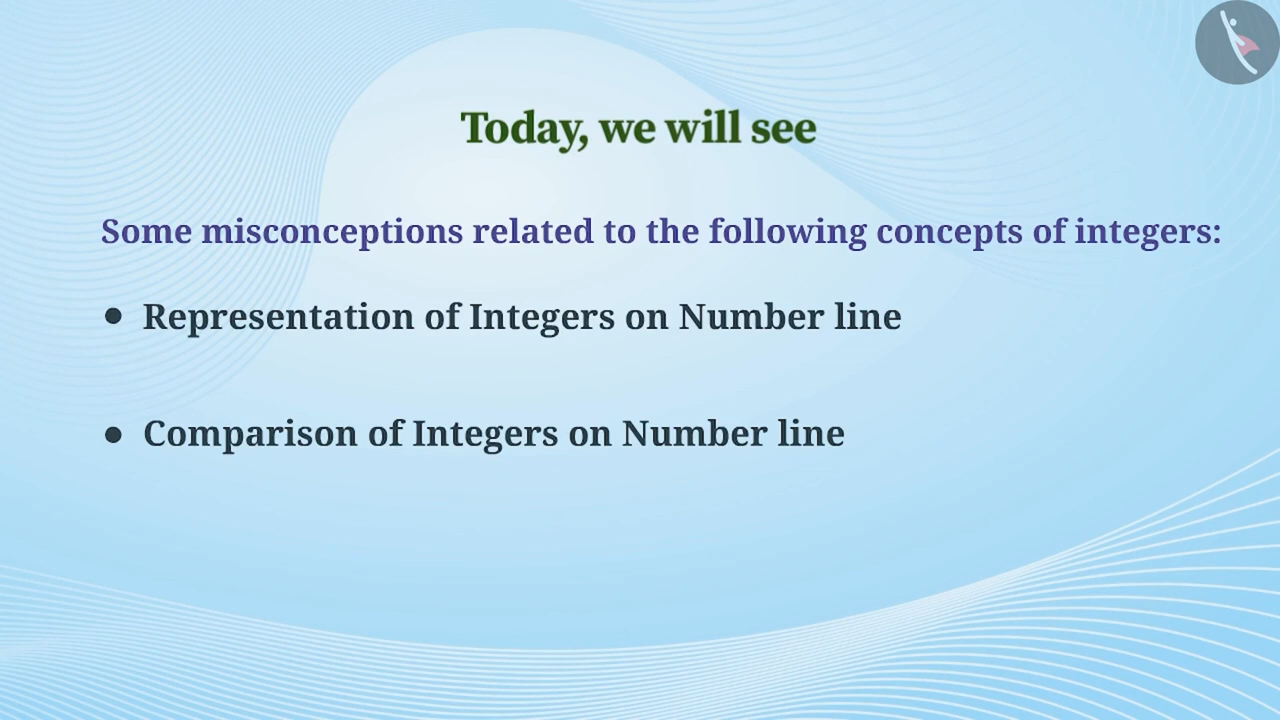 Today, we will see
Some misconceptions related to the following concepts of integers:
• Representation of Integers on Number line
• Comparison of Integers on Number line